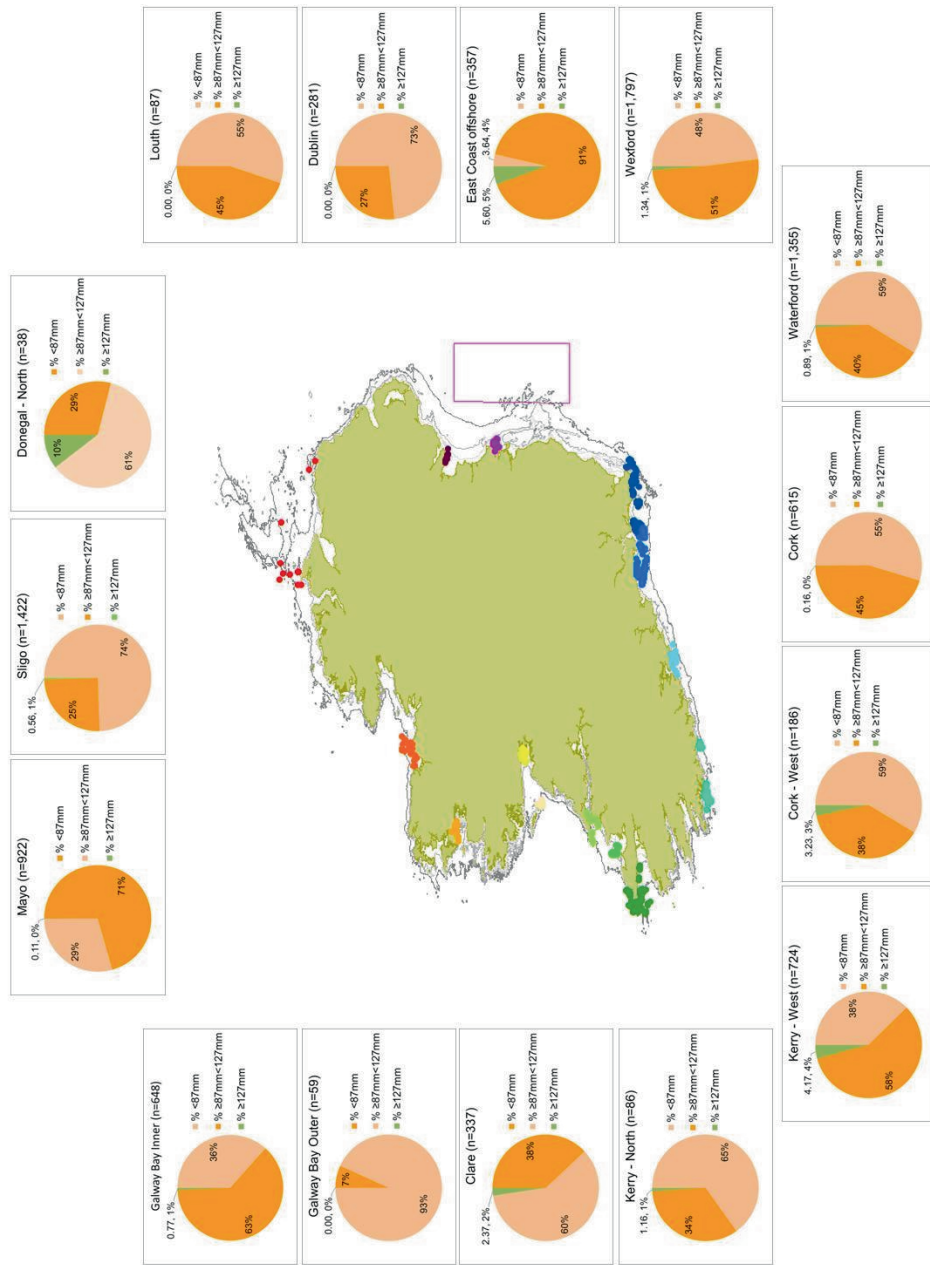 Mayo (n=922)
0.11, 0%
29%
71%
% <87mm
% ≥87mm<127mm
% ≥127mm
Sligo (n=1,422)
0.56, 1%
25%
74%
% <87mm
% ≥87mm<127mm
% ≥127mm
Donegal - North (n=38)
10%
29%
61%
% <87mm
% ≥87mm<127mm
% ≥127mm
Galway Bay Inner (n=648)
0.77, 1%
36%
63%
% <87mm
% ≥87mm<127mm
% ≥127mm
Galway Bay Outer (n=59)
0.00, 0%
7%
93%
% <87mm
% ≥87mm<127mm
% ≥127mm
Clare (n=337)
2.37, 2%
38%
60%
% <87mm
% ≥87mm<127mm
% ≥127mm
Kerry - North (n=86)
1.16, 1%
34%
65%
% <87mm
% ≥87mm<127mm
% ≥127mm
Louth (n=87)
0.00, 0%
45%
55%
% <87mm
% ≥87mm<127mm
% ≥127mm
Dublin (n=281)
0.00, 0%
27%
73%
% <87mm
% ≥87mm<127mm
% ≥127mm
East Coast offshore (n=357)
5.60, 5%
3.64, 4%
91%
% <87mm
% ≥87mm<127mm
% ≥127mm
Wexford (n=1,797)
1.34, 1%
48%
51%
% <87mm
% ≥87mm<127mm
% ≥127mm
Kerry - West (n=724)
4.17, 4%
38%
58%
% <87mm
% ≥87mm<127mm
% ≥127mm
Cork - West (n=186)
3.23, 3%
38%
59%
% <87mm
% ≥87mm<127mm
% ≥127mm
Cork (n=615)
0.16, 0%
45%
55%
% <87mm
% ≥87mm<127mm
% ≥127mm
Waterford (n=1,355)
0.89, 1%
40%
59%
% <87mm
% ≥87mm<127mm
% ≥127mm